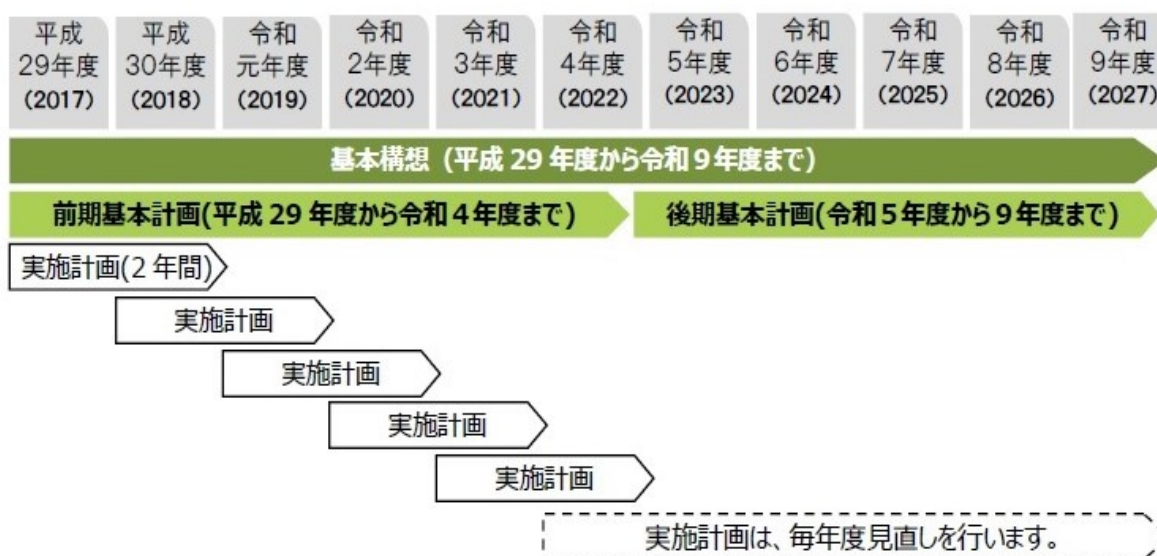 平成
29年度
(2017)
平成
30年度
(2018)
令和
元年度
(2019)
令和
2年度
(2020)
令和
3年度
(2021)
令和
4年度
(2022)
令和
5年度
(2023)
令和
6年度
(2024)
令和
7年度
(2025)
令和
8年度
(2026)
令和
9年度
(2027)
基本構想 (平成 29 年度から令和 9 年度まで)
前期基本計画(平成 29 年度から令和 4 年度まで)
後期基本計画(令和 5 年度から 9 年度まで)
実施計画(2 年間)
実施計画
実施計画
実施計画
実施計画
実施計画は、毎年度見直しを行います。